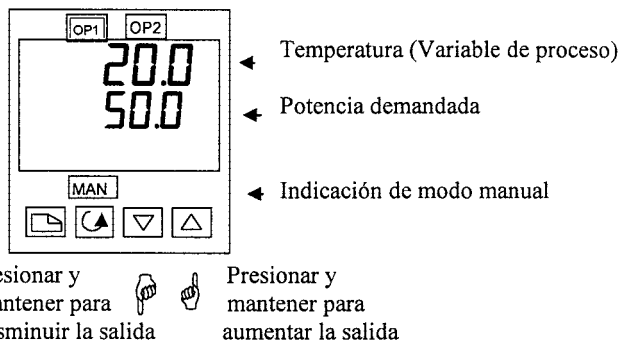 OP1 OP2
20.0
Temperatura (Variable de proceso)
50.0
Potencia demandada
MAN
Indicación de modo manual
esionar y
Presionar y
antener para
mantener para
sminuir la salida
aumentar la salida